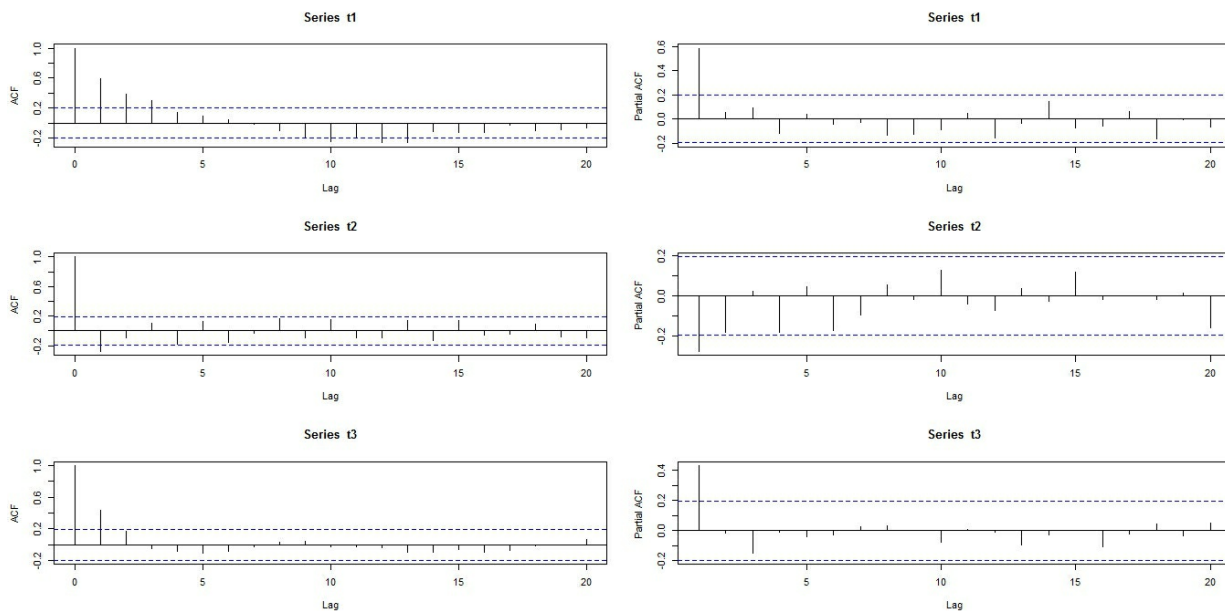 Series t1
ACF
-0.2 0.2 0.6 1.0
0 5 10 15 20
Lag
Series t1
Partial ACF
-0.2 0.0 0.2 0.4 0.6
5 10 15 20
Lag
Series t2
ACF
-0.2 0.2 0.6 1.0
0 5 10 15 20
Lag
Series t2
Partial ACF
-0.2 0.0 0.2
5 10 15 20
Lag
Series t3
ACF
-0.2 0.2 0.6 1.0
0 5 10 15 20
Lag
Series t3
Partial ACF
-0.2 0.0 0.2 0.4
5 10 15 20
Lag